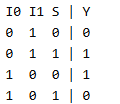 I0 I1 S | Y
0 1 0 | 0
0 1 1 | 1
1 0 0 | 1
1 0 1 | 0